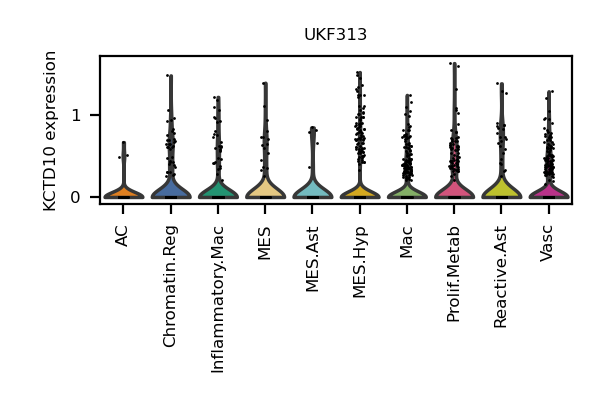 UKF313
KCTD10 expression
1
0
AC
Chromatin.Reg
Inflammatory.Mac
MES
MES.Ast
MES.Hyp
Mac
Prolif.Metab
Reactive.Ast
Vasc